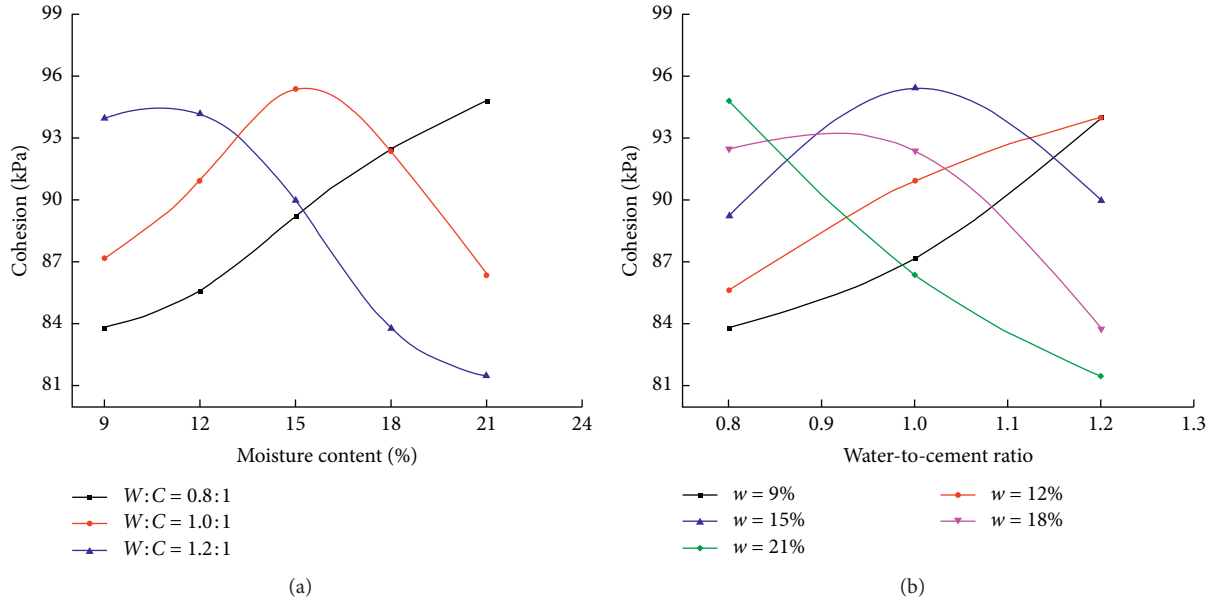 99
96
93
90
87
84
81
Cohesion (kPa)
9
12
15
18
21
24
Moisture content (%)
W:C = 0.8:1
W:C = 1.0:1
W:C = 1.2:1
(a)
99
96
93
90
87
84
81
Cohesion (kPa)
0.8
0.9
1.0
1.1
1.2
1.3
Water-to-cement ratio
w = 9%
w = 12%
w = 15%
w = 18%
w = 21%
(b)